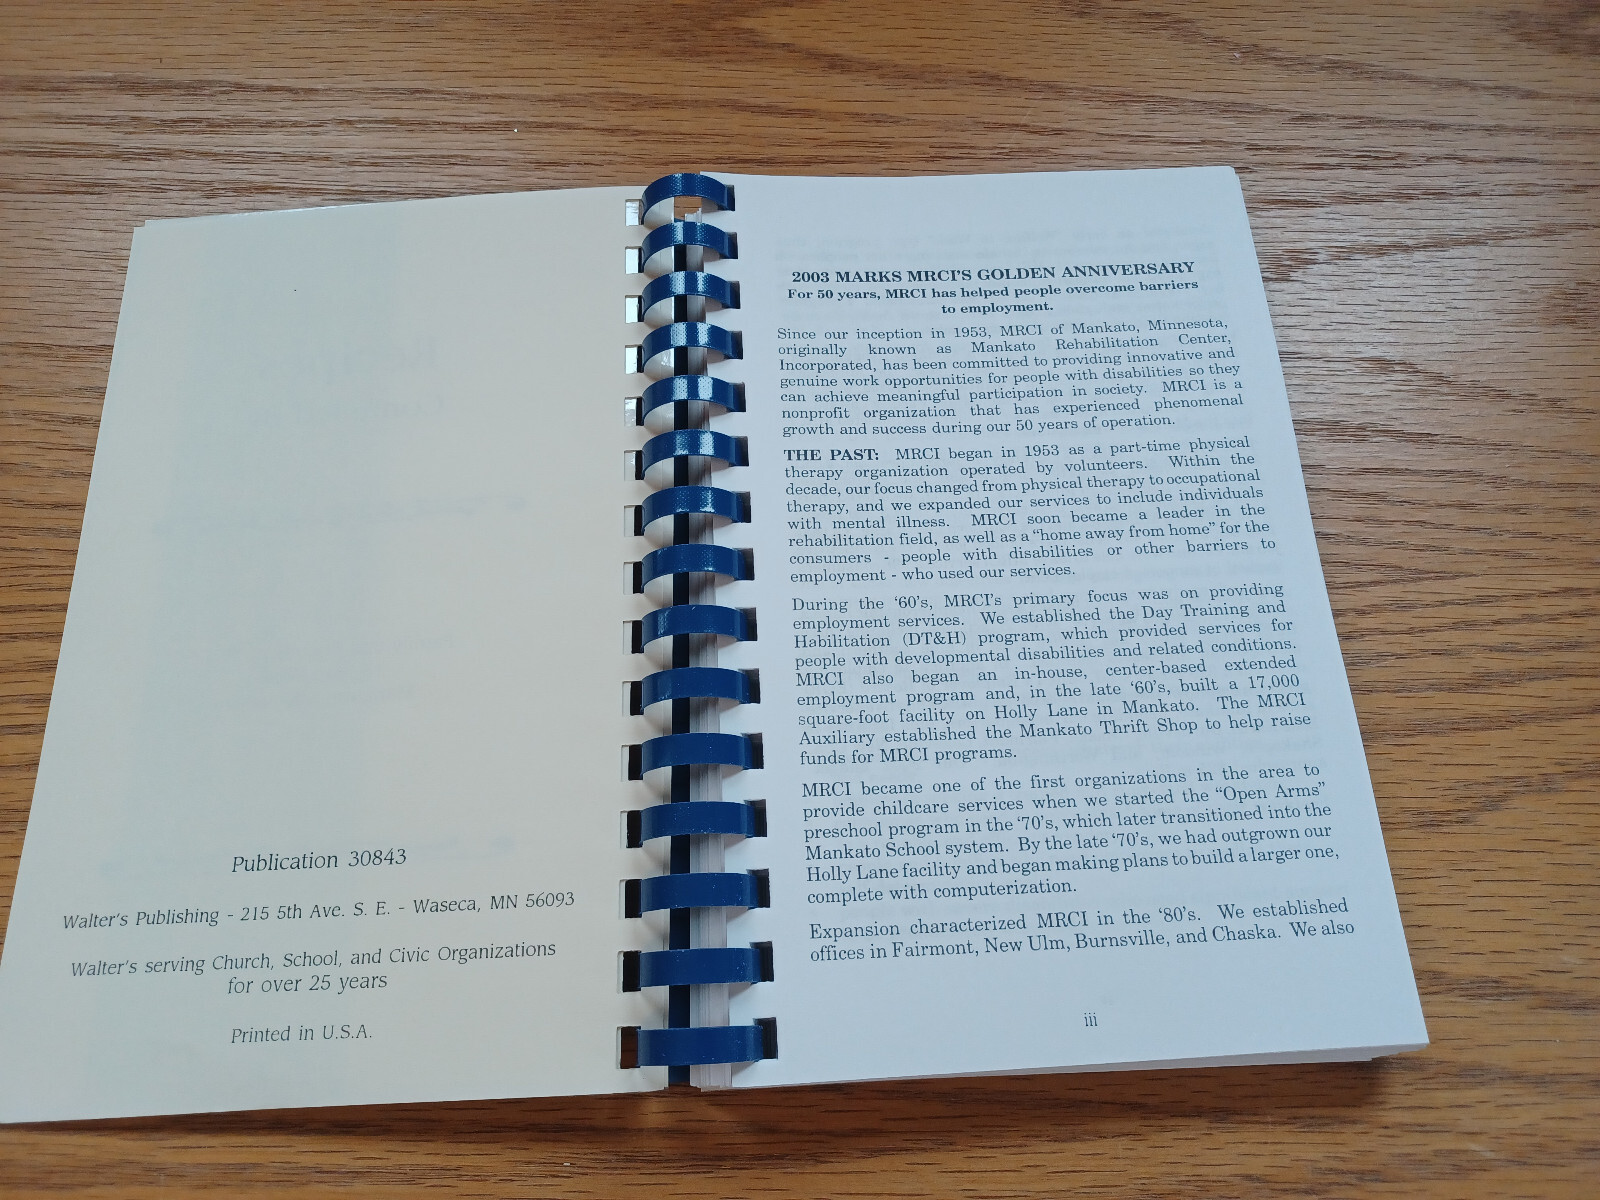 Publication 30843
Walter's Publishing - 215 5th Ave. S. E. - Waseca, MN 56093
Walter's serving Church, School, and Civic Organizations
for over 25 years
Printed in U.S.A.
2003 MARKS MRCI'S GOLDEN ANNIVERSARY
For 50 years, MRCI has helped people overcome barriers
to employment.
Since our inception in 1953, MRCI of Mankato, Minnesota,
originally known as Mankato Rehabilitation Center,
Incorporated, has been committed to providing innovative and
genuine work opportunities for people with disabilities so they
can achieve meaningful participation in society. MRCI is a
nonprofit organization that has experienced phenomenal
growth and success during our 50 years of operation.
THE PAST: MRCI began in 1953 as a part-time physical
therapy organization operated by volunteers. Within the
decade, our focus changed from physical therapy to occupational
therapy, and we expanded our services to include individuals
with mental illness. MRCI soon became a leader in the
rehabilitation field, as well as a “home away from home” for the
consumers - people with disabilities or other barriers to
employment - who used our services.
During the ‘60’s, MRCI’s primary focus was on providing
employment services. We established the Day Training and
Habilitation (DT&H) program, which provided services for
people with developmental disabilities and related conditions.
MRCI also began an in-house, center-based extended
employment program and, in the late ‘60’s, built a 17,000
square-foot facility on Holly Lane in Mankato. The MRCI
Auxiliary established the Mankato Thrift Shop to help raise
funds for MRCI programs.
MRCI became one of the first organizations in the area to
provide childcare services when we started the “Open Arms”
preschool program in the ‘70’s, which later transitioned into the
Mankato School system. By the late ‘70’s, we had outgrown our
Holly Lane facility and began making plans to build a larger one,
complete with computerization.
Expansion characterized MRCI in the ‘80’s. We established
offices in Fairmont, New Ulm, Burnsville, and Chaska. We also
iii